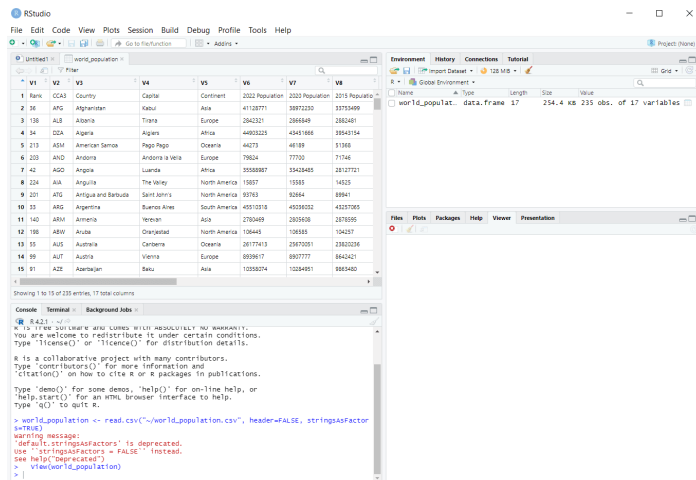 RStudio
File Edit Code View Plots Session Build Debug Profile Tools Help
Go to file/function Addins Project: (None)
Untitled1 × world_population ×
Filter
V1 V2 V3 V4 V5 V6 V7 V8
1 Rank CCA3 Country Capital Continent 2022 Population 2020 Population 2015 Populatio
2 36 AFG Afghanistan Kabul Asia 41128771 38972230 33753499
3 138 ALB Albania Tirana Europe 2842321 2866849 2882481
4 34 DZA Algeria Algiers Africa 44903225 43451666 39543154
5 213 ASM American Samoa Pago Pago Oceania 44273 46189 51368
6 203 AND Andorra Andorra la Vella Europe 79824 77700 71746
7 42 AGO Angola Luanda Africa 35588987 33428485 28127721
8 224 AIA Anguilla The Valley North America 15857 15585 14525
9 201 ATG Antigua and Barbuda Saint John's North America 93763 92664 89941
10 33 ARG Argentina Buenos Aires South America 45510318 45036032 43257065
11 140 ARM Armenia Yerevan Asia 2780469 2805608 2878595
12 198 ABW Aruba Oranjestad North America 106445 106585 104257
13 55 AUS Australia Canberra Oceania 26177413 25670051 23820236
14 99 AUT Austria Vienna Europe 8939617 8907777 8642421
15 91 AZE Azerbaijan Baku Asia 10358074 10284951 9863480
Showing 1 to 15 of 235 entries, 17 total columns
Console Terminal × Background Jobs ×
R 4.2.1 · ~/
R is free software and comes with ABSOLUTELY NO WARRANTY.
You are welcome to redistribute it under certain conditions.
Type 'license()' or 'licence()' for distribution details.
R is a collaborative project with many contributors.
Type 'contributors()' for more information and
'citation()' on how to cite R or R packages in publications.
Type 'demo()' for some demos, 'help()' for on-line help, or
'help.start()' for an HTML browser interface to help.
Type 'q()' to quit R.
> world_population <- read.csv("~/world_population.csv", header=FALSE, stringsAsFactor
s=TRUE)
Warning message:
'default.stringsAsFactors' is deprecated.
Use '`stringsAsFactors = FALSE`' instead.
See help("Deprecated")
> View(world_population)
>
Environment History Connections Tutorial
Import Dataset 128 MiB Grid
R Global Environment
Name Type Length Size Value
world_populat… data.frame 17 254.4 KB 235 obs. of 17 variables
Files Plots Packages Help Viewer Presentation